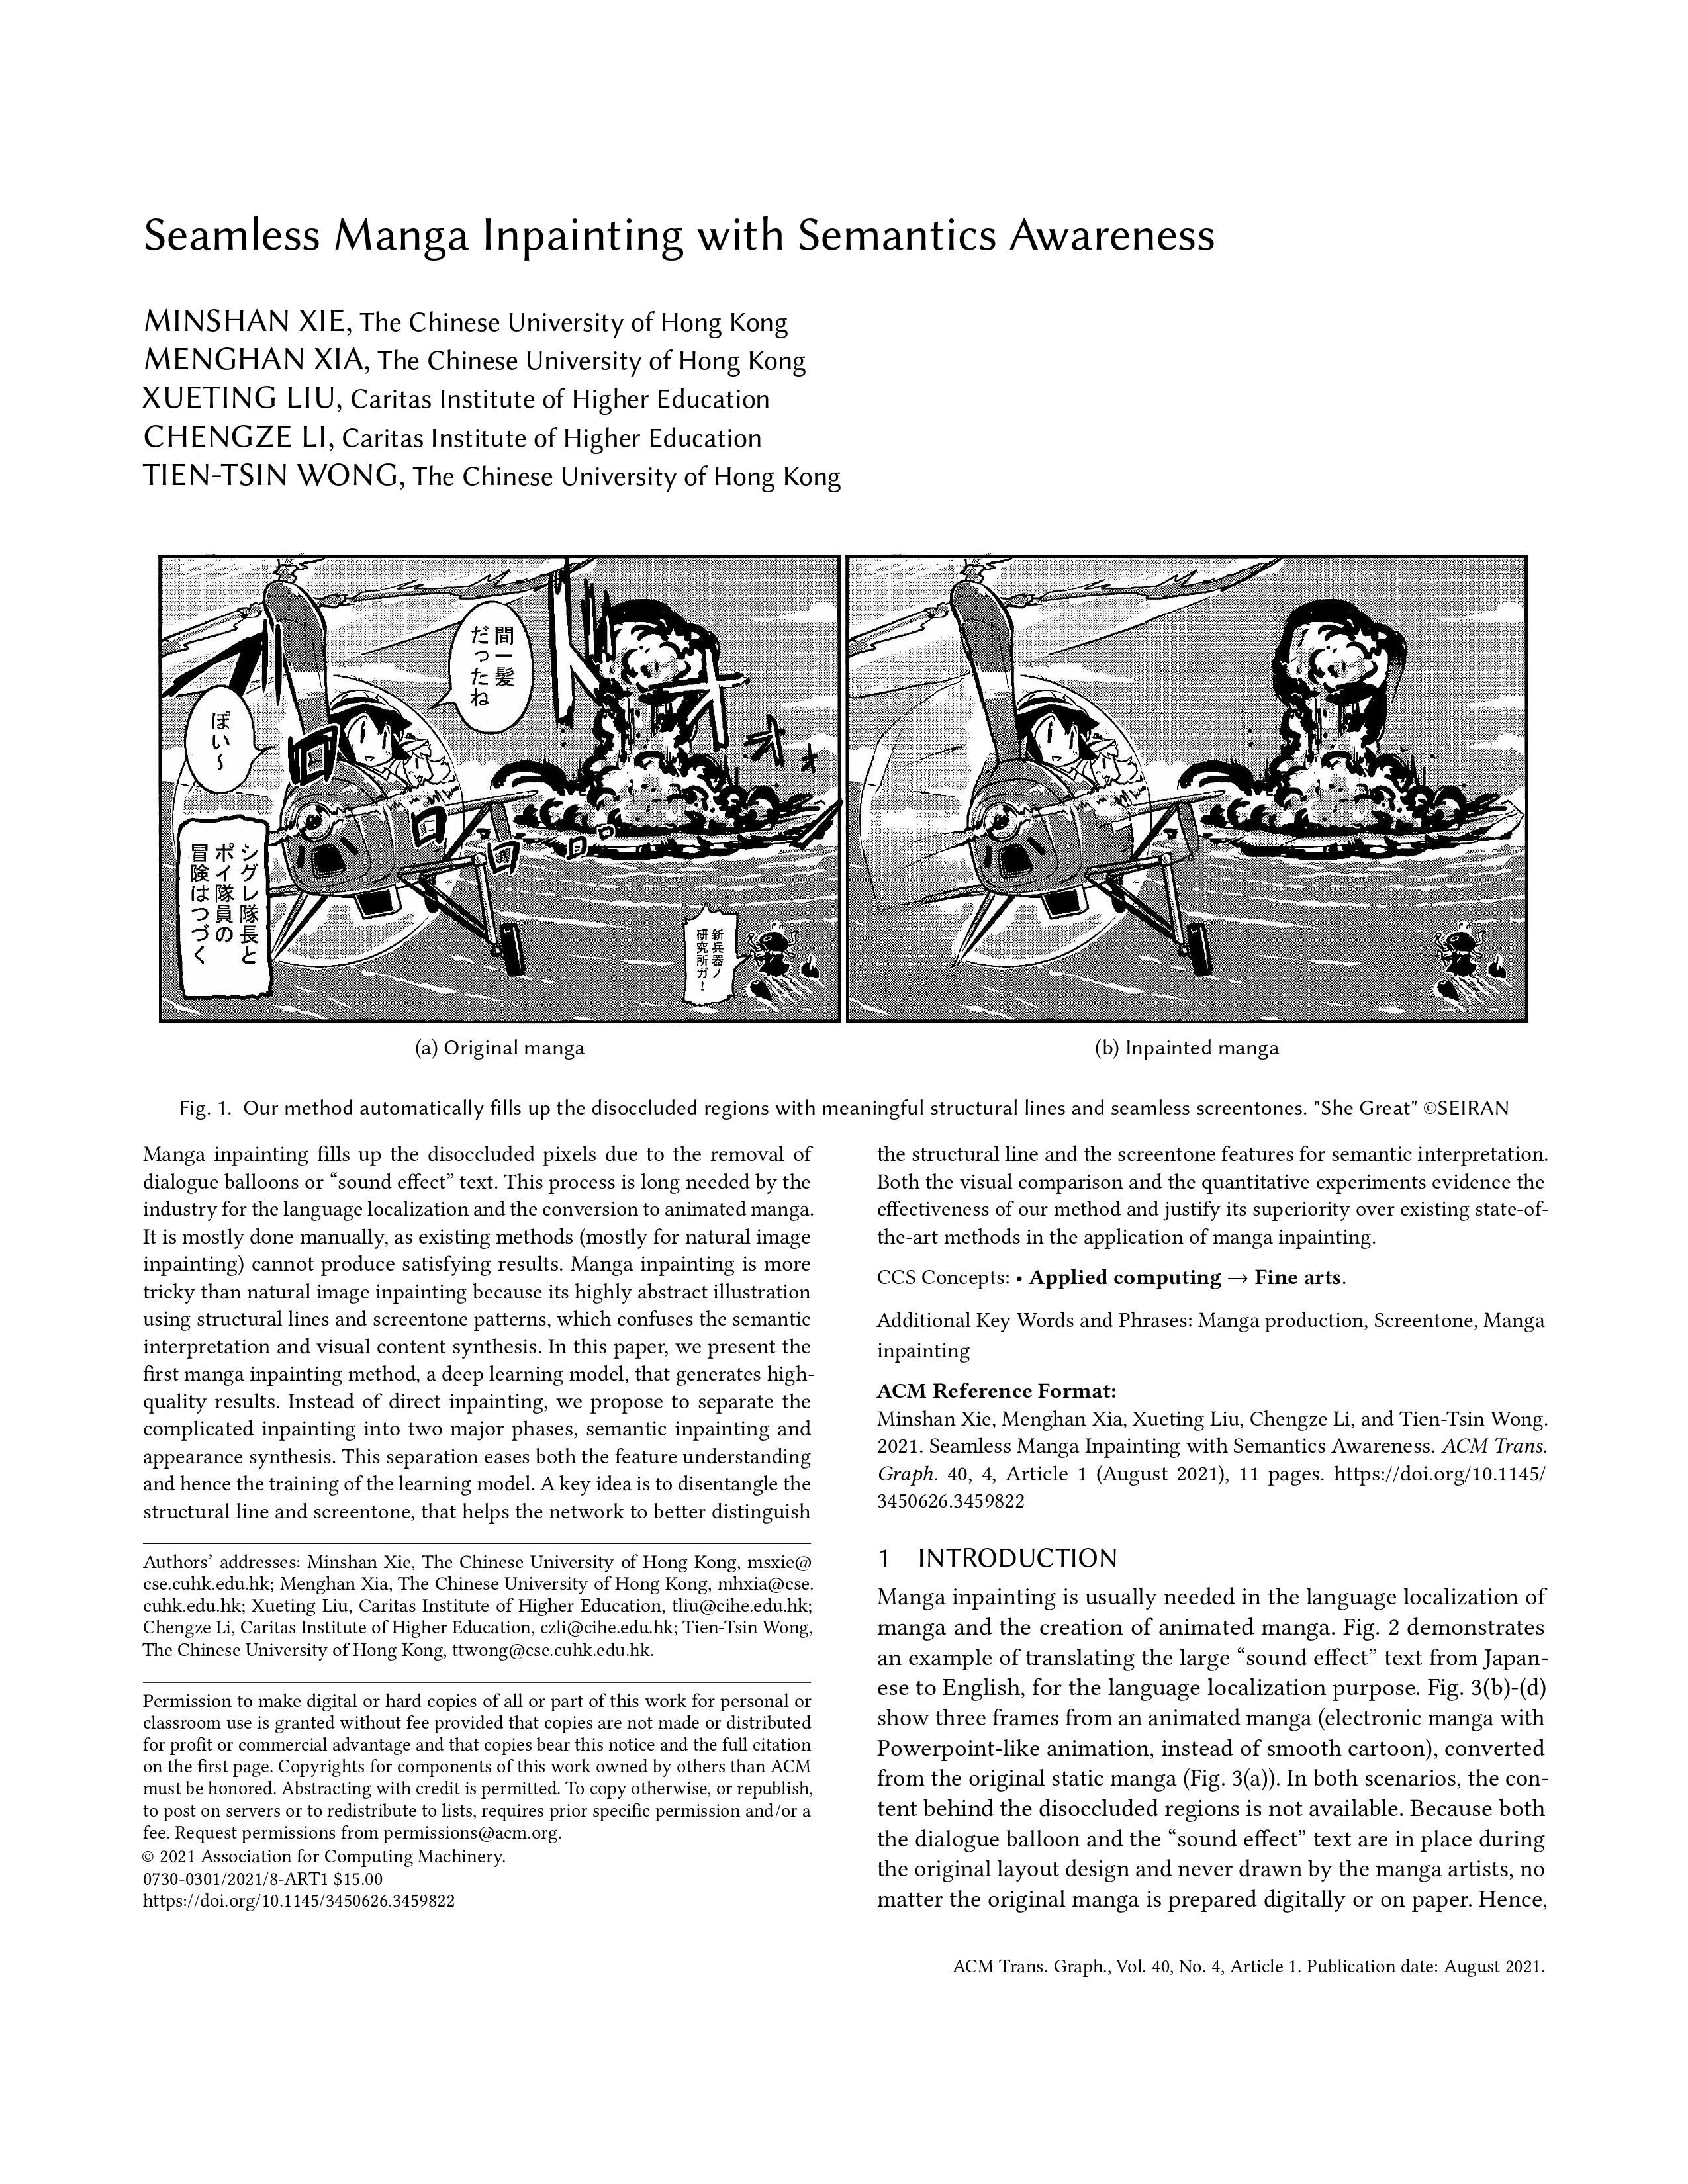 Seamless Manga Inpainting with Semantics Awareness
MINSHAN XIE, The Chinese University of Hong Kong
MENGHAN XIA, The Chinese University of Hong Kong
XUETING LIU, Caritas Institute of Higher Education
CHENGZE LI, Caritas Institute of Higher Education
TIEN-TSIN WONG, The Chinese University of Hong Kong
間一髪
だったね
ぽい〜
シグレ隊長と
ポイ隊員の
冒険はつづく
新兵器ノ
研究所ガ！
(a) Original manga
(b) Inpainted manga
Fig. 1. Our method automatically fills up the disoccluded regions with meaningful structural lines and seamless screentones. "She Great" ©SEIRAN
Manga inpainting fills up the disoccluded pixels due to the removal of
dialogue balloons or “sound effect” text. This process is long needed by the
industry for the language localization and the conversion to animated manga.
It is mostly done manually, as existing methods (mostly for natural image
inpainting) cannot produce satisfying results. Manga inpainting is more
tricky than natural image inpainting because its highly abstract illustration
using structural lines and screentone patterns, which confuses the semantic
interpretation and visual content synthesis. In this paper, we present the
first manga inpainting method, a deep learning model, that generates high-
quality results. Instead of direct inpainting, we propose to separate the
complicated inpainting into two major phases, semantic inpainting and
appearance synthesis. This separation eases both the feature understanding
and hence the training of the learning model. A key idea is to disentangle the
structural line and screentone, that helps the network to better distinguish
Authors’ addresses: Minshan Xie, The Chinese University of Hong Kong, msxie@
cse.cuhk.edu.hk; Menghan Xia, The Chinese University of Hong Kong, mhxia@cse.
cuhk.edu.hk; Xueting Liu, Caritas Institute of Higher Education, tliu@cihe.edu.hk;
Chengze Li, Caritas Institute of Higher Education, czli@cihe.edu.hk; Tien-Tsin Wong,
The Chinese University of Hong Kong, ttwong@cse.cuhk.edu.hk.
Permission to make digital or hard copies of all or part of this work for personal or
classroom use is granted without fee provided that copies are not made or distributed
for profit or commercial advantage and that copies bear this notice and the full citation
on the first page. Copyrights for components of this work owned by others than ACM
must be honored. Abstracting with credit is permitted. To copy otherwise, or republish,
to post on servers or to redistribute to lists, requires prior specific permission and/or a
fee. Request permissions from permissions@acm.org.
© 2021 Association for Computing Machinery.
0730-0301/2021/8-ART1 $15.00
https://doi.org/10.1145/3450626.3459822
the structural line and the screentone features for semantic interpretation.
Both the visual comparison and the quantitative experiments evidence the
effectiveness of our method and justify its superiority over existing state-of-
the-art methods in the application of manga inpainting.
CCS Concepts: • Applied computing → Fine arts.
Additional Key Words and Phrases: Manga production, Screentone, Manga
inpainting
ACM Reference Format:
Minshan Xie, Menghan Xia, Xueting Liu, Chengze Li, and Tien-Tsin Wong.
2021. Seamless Manga Inpainting with Semantics Awareness. ACM Trans.
Graph. 40, 4, Article 1 (August 2021), 11 pages. https://doi.org/10.1145/
3450626.3459822
1 INTRODUCTION
Manga inpainting is usually needed in the language localization of
manga and the creation of animated manga. Fig. 2 demonstrates
an example of translating the large “sound effect” text from Japan-
ese to English, for the language localization purpose. Fig. 3(b)-(d)
show three frames from an animated manga (electronic manga with
Powerpoint-like animation, instead of smooth cartoon), converted
from the original static manga (Fig. 3(a)). In both scenarios, the con-
tent behind the disoccluded regions is not available. Because both
the dialogue balloon and the “sound effect” text are in place during
the original layout design and never drawn by the manga artists, no
matter the original manga is prepared digitally or on paper. Hence,
ACM Trans. Graph., Vol. 40, No. 4, Article 1. Publication date: August 2021.